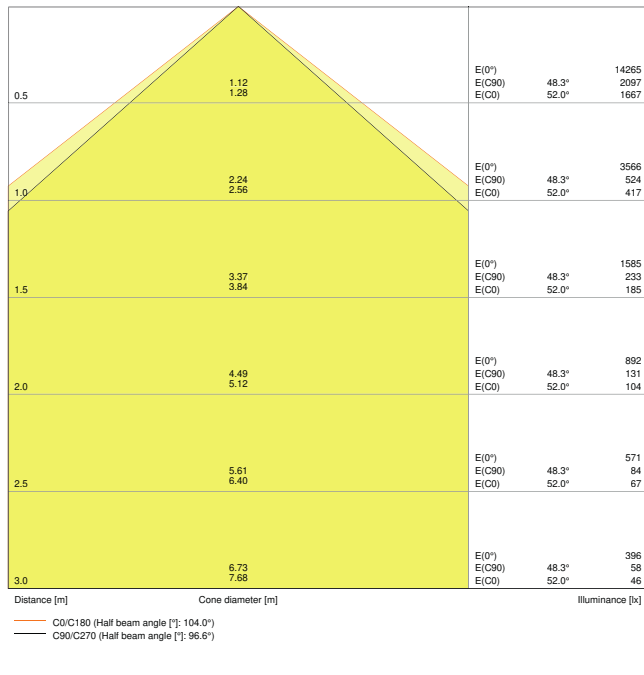 E(0°) 14265
1.12 E(C90) 48.3° 2097
0.5 1.28 E(C0) 52.0° 1667
E(0°) 3566
2.24 E(C90) 48.3° 524
1.0 2.56 E(C0) 52.0° 417
E(0°) 1585
3.37 E(C90) 48.3° 233
1.5 3.84 E(C0) 52.0° 185
E(0°) 892
4.49 E(C90) 48.3° 131
2.0 5.12 E(C0) 52.0° 104
E(0°) 571
5.61 E(C90) 48.3° 84
2.5 6.40 E(C0) 52.0° 67
E(0°) 396
6.73 E(C90) 48.3° 58
3.0 7.68 E(C0) 52.0° 46
Distance [m] Cone diameter [m] Illuminance [lx]
C0/C180 (Half beam angle [°]: 104.0°)
C90/C270 (Half beam angle [°]: 96.6°)